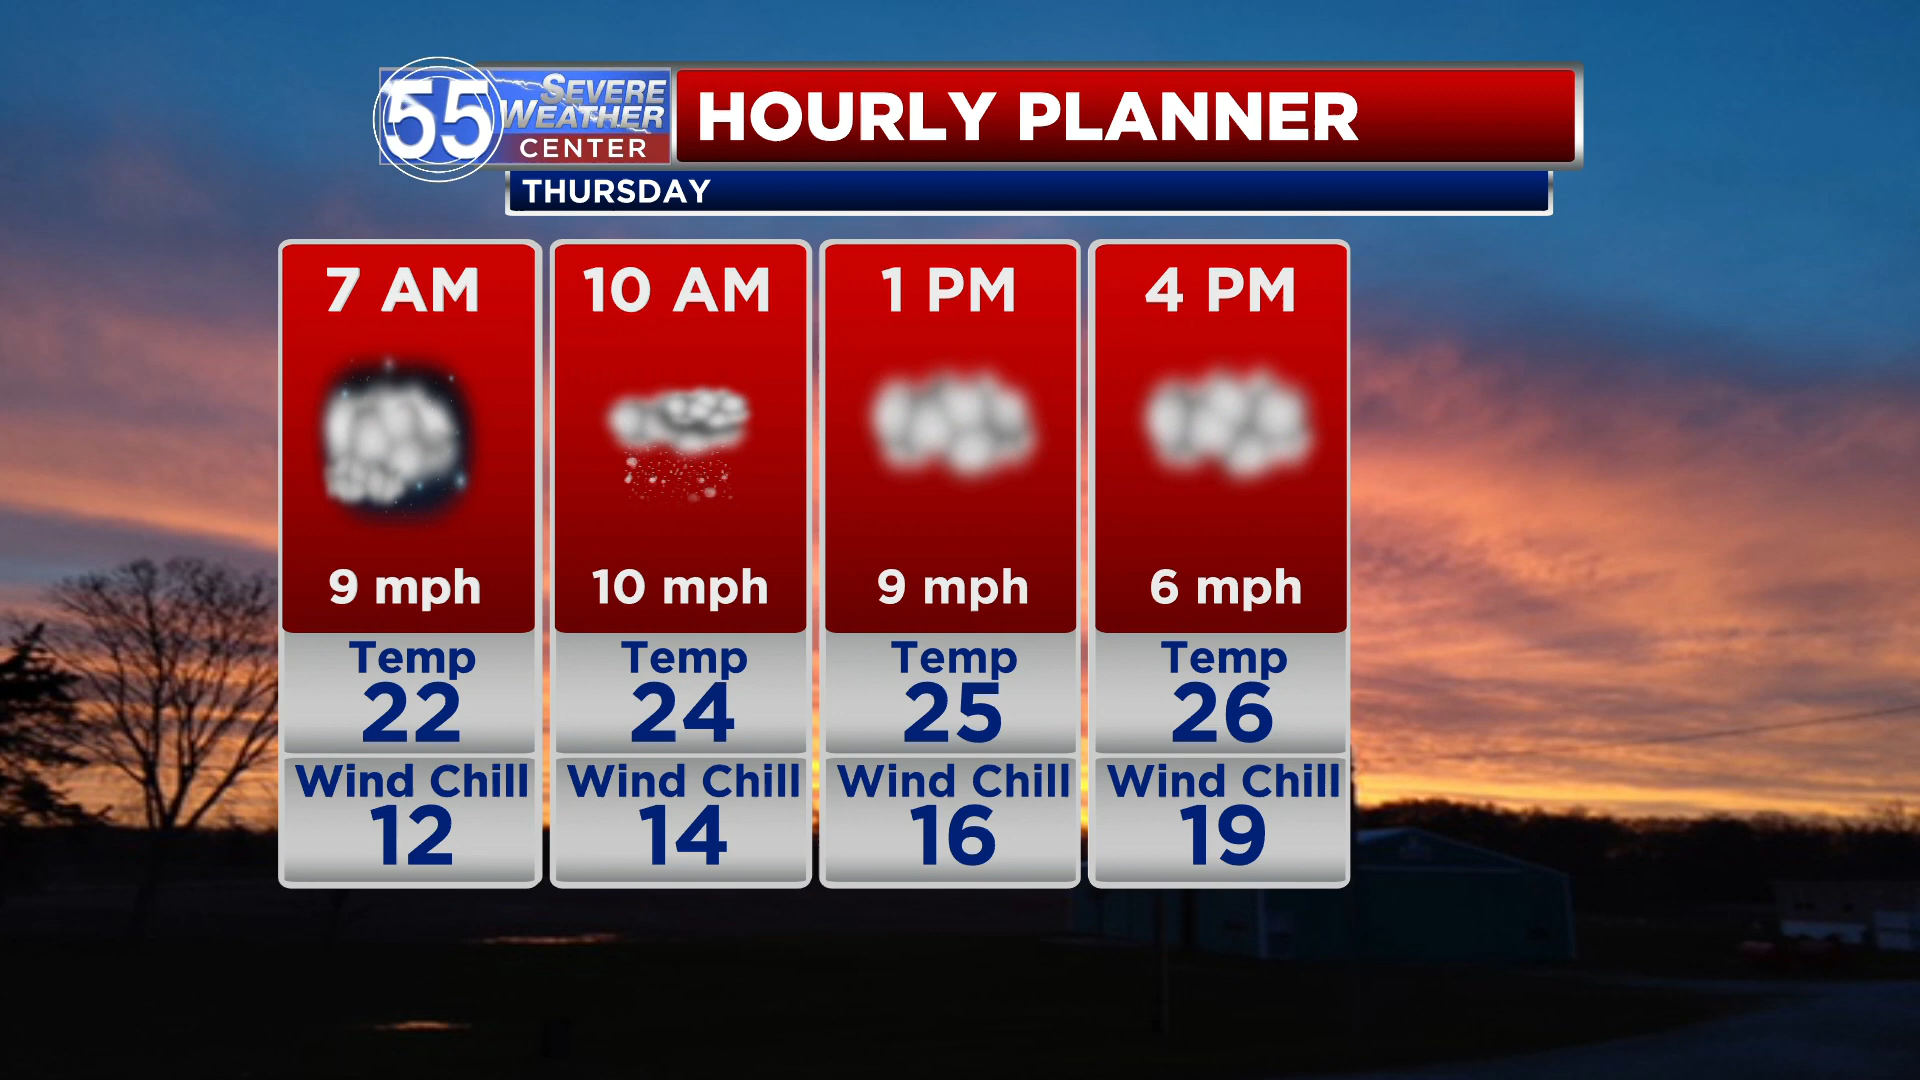 55 SEVERE WEATHER CENTER
HOURLY PLANNER
THURSDAY
7 AM
9 mph
Temp
22
Wind Chill
12
10 AM
10 mph
Temp
24
Wind Chill
14
1 PM
9 mph
Temp
25
Wind Chill
16
4 PM
6 mph
Temp
26
Wind Chill
19